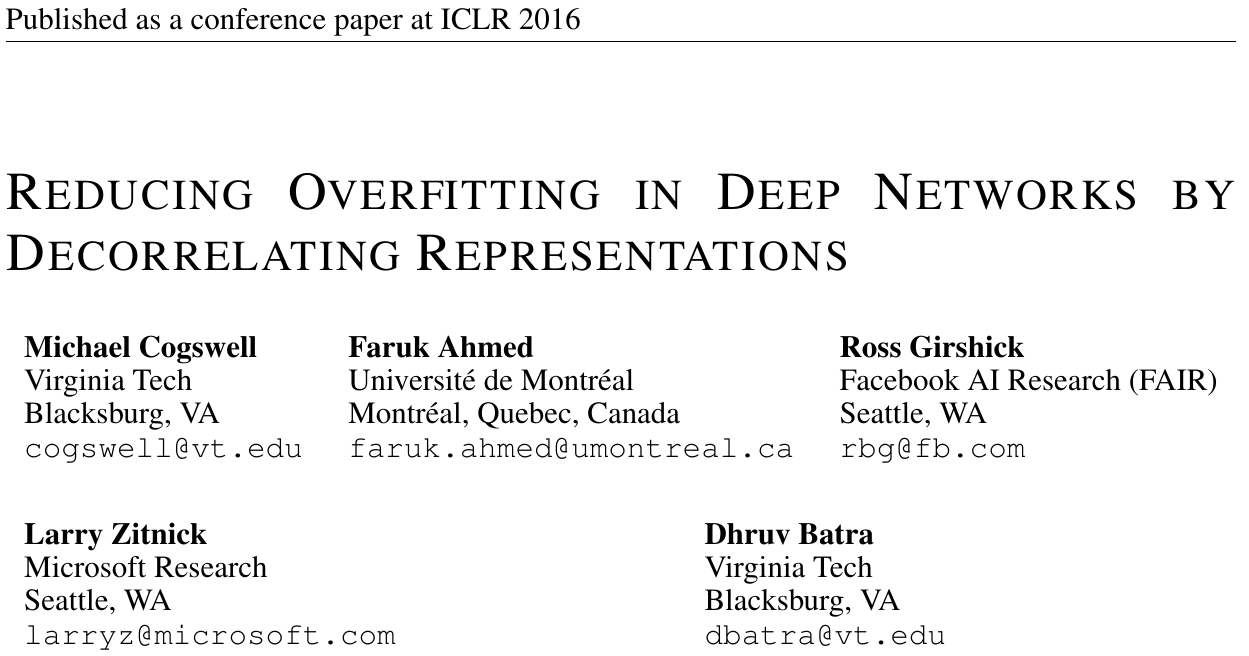 Published as a conference paper at ICLR 2016
REDUCING OVERFITTING IN DEEP NETWORKS BY
DECORRELATING REPRESENTATIONS
Michael Cogswell
Virginia Tech
Blacksburg, VA
cogswell@vt.edu
Faruk Ahmed
Université de Montréal
Montréal, Quebec, Canada
faruk.ahmed@umontreal.ca
Ross Girshick
Facebook AI Research (FAIR)
Seattle, WA
rbg@fb.com
Larry Zitnick
Microsoft Research
Seattle, WA
larryz@microsoft.com
Dhruv Batra
Virginia Tech
Blacksburg, VA
dbatra@vt.edu